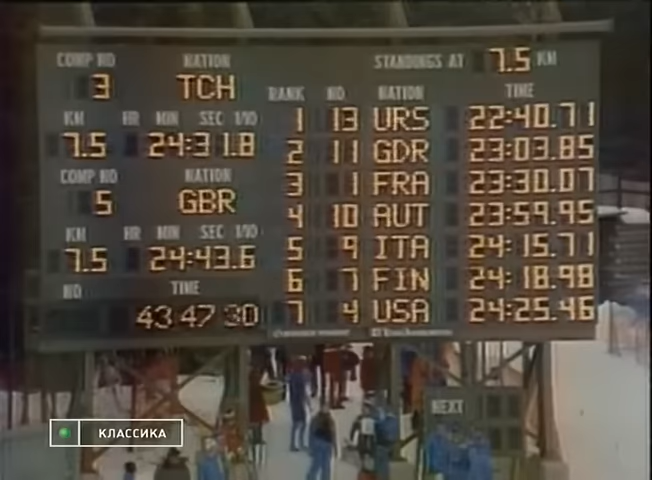 COMP NO NATION
3 TCH
KM HR MIN SEC 1/10
7.5 24:31.8
COMP NO NATION
5 GBR
KM HR MIN SEC 1/10
7.5 24:43.6
NO TIME
43 47 30
STANDINGS AT 7.5 KM
RANK NO NATION TIME
1 13 URS 22:40.71
2 11 GDR 23:03.85
3 1 FRA 23:30.07
4 10 AUT 23:59.95
5 9 ITA 24:15.71
6 7 FIN 24:18.98
7 4 USA 24:25.46
NEXT
КЛАССИКА